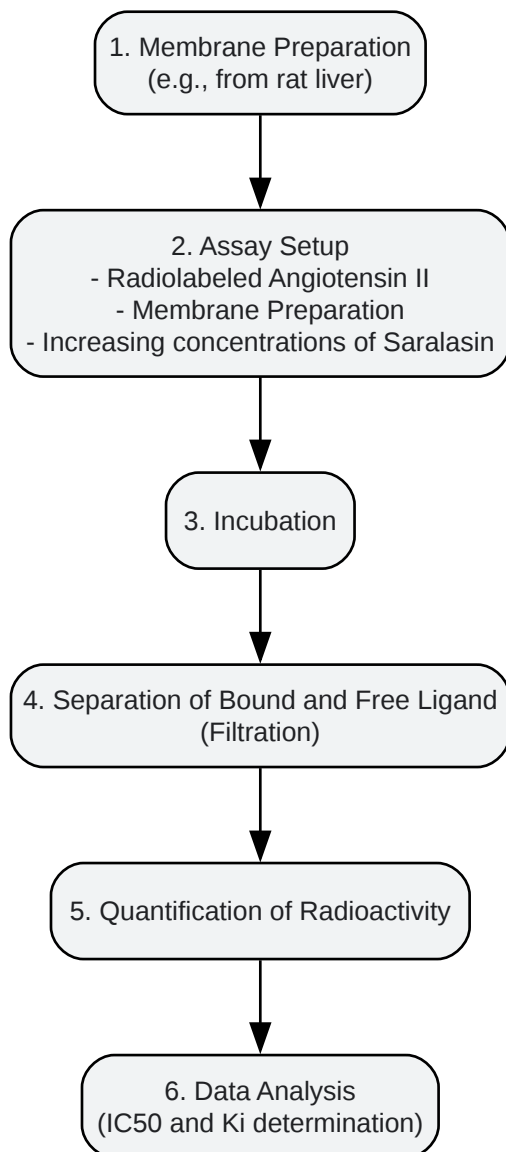 1. Membrane Preparation
(e.g., from rat liver)
2. Assay Setup
- Radiolabeled Angiotensin II
- Membrane Preparation
- Increasing concentrations of Saralasin
3. Incubation
4. Separation of Bound and Free Ligand
(Filtration)
5. Quantification of Radioactivity
6. Data Analysis
(IC50 and Ki determination)